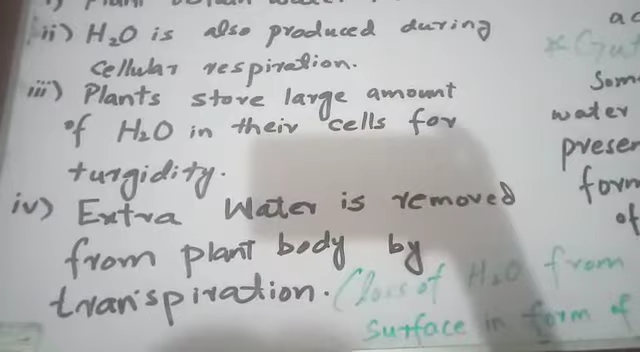 ii) H₂O is also produced during
cellular respiration.
iii) Plants store large amount
of H₂O in their cells for
turgidity.
iv) Extra Water is removed
from plant body by
transpiration. (loss of H₂O from
surface in form of
water
form
of